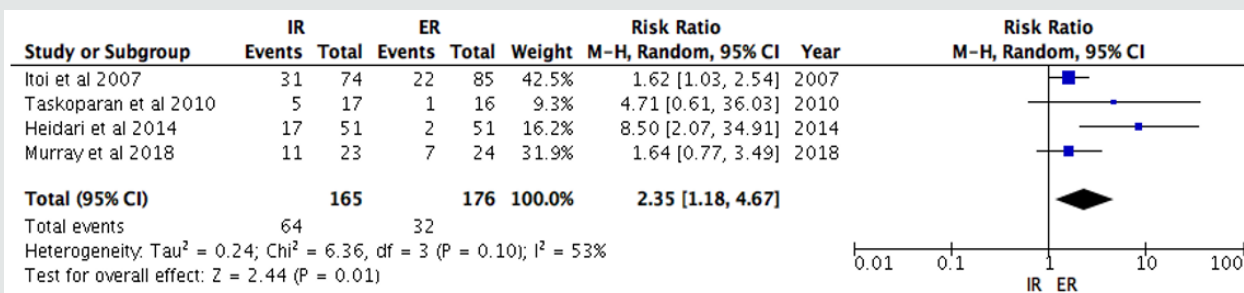 IR ER Risk Ratio Risk Ratio
Study or Subgroup Events Total Events Total Weight M-H, Random, 95% CI Year M-H, Random, 95% CI
Itoi et al 2007 31 74 22 85 42.5% 1.62 [1.03, 2.54] 2007
Taskoparan et al 2010 5 17 1 16 9.3% 4.71 [0.61, 36.03] 2010
Heidari et al 2014 17 51 2 51 16.2% 8.50 [2.07, 34.91] 2014
Murray et al 2018 11 23 7 24 31.9% 1.64 [0.77, 3.49] 2018
Total (95% CI) 165 176 100.0% 2.35 [1.18, 4.67]
Total events 64 32
Heterogeneity: Tau² = 0.24; Chi² = 6.36, df = 3 (P = 0.10); I² = 53%
Test for overall effect: Z = 2.44 (P = 0.01)
0.01 0.1 1 10 100
IR ER